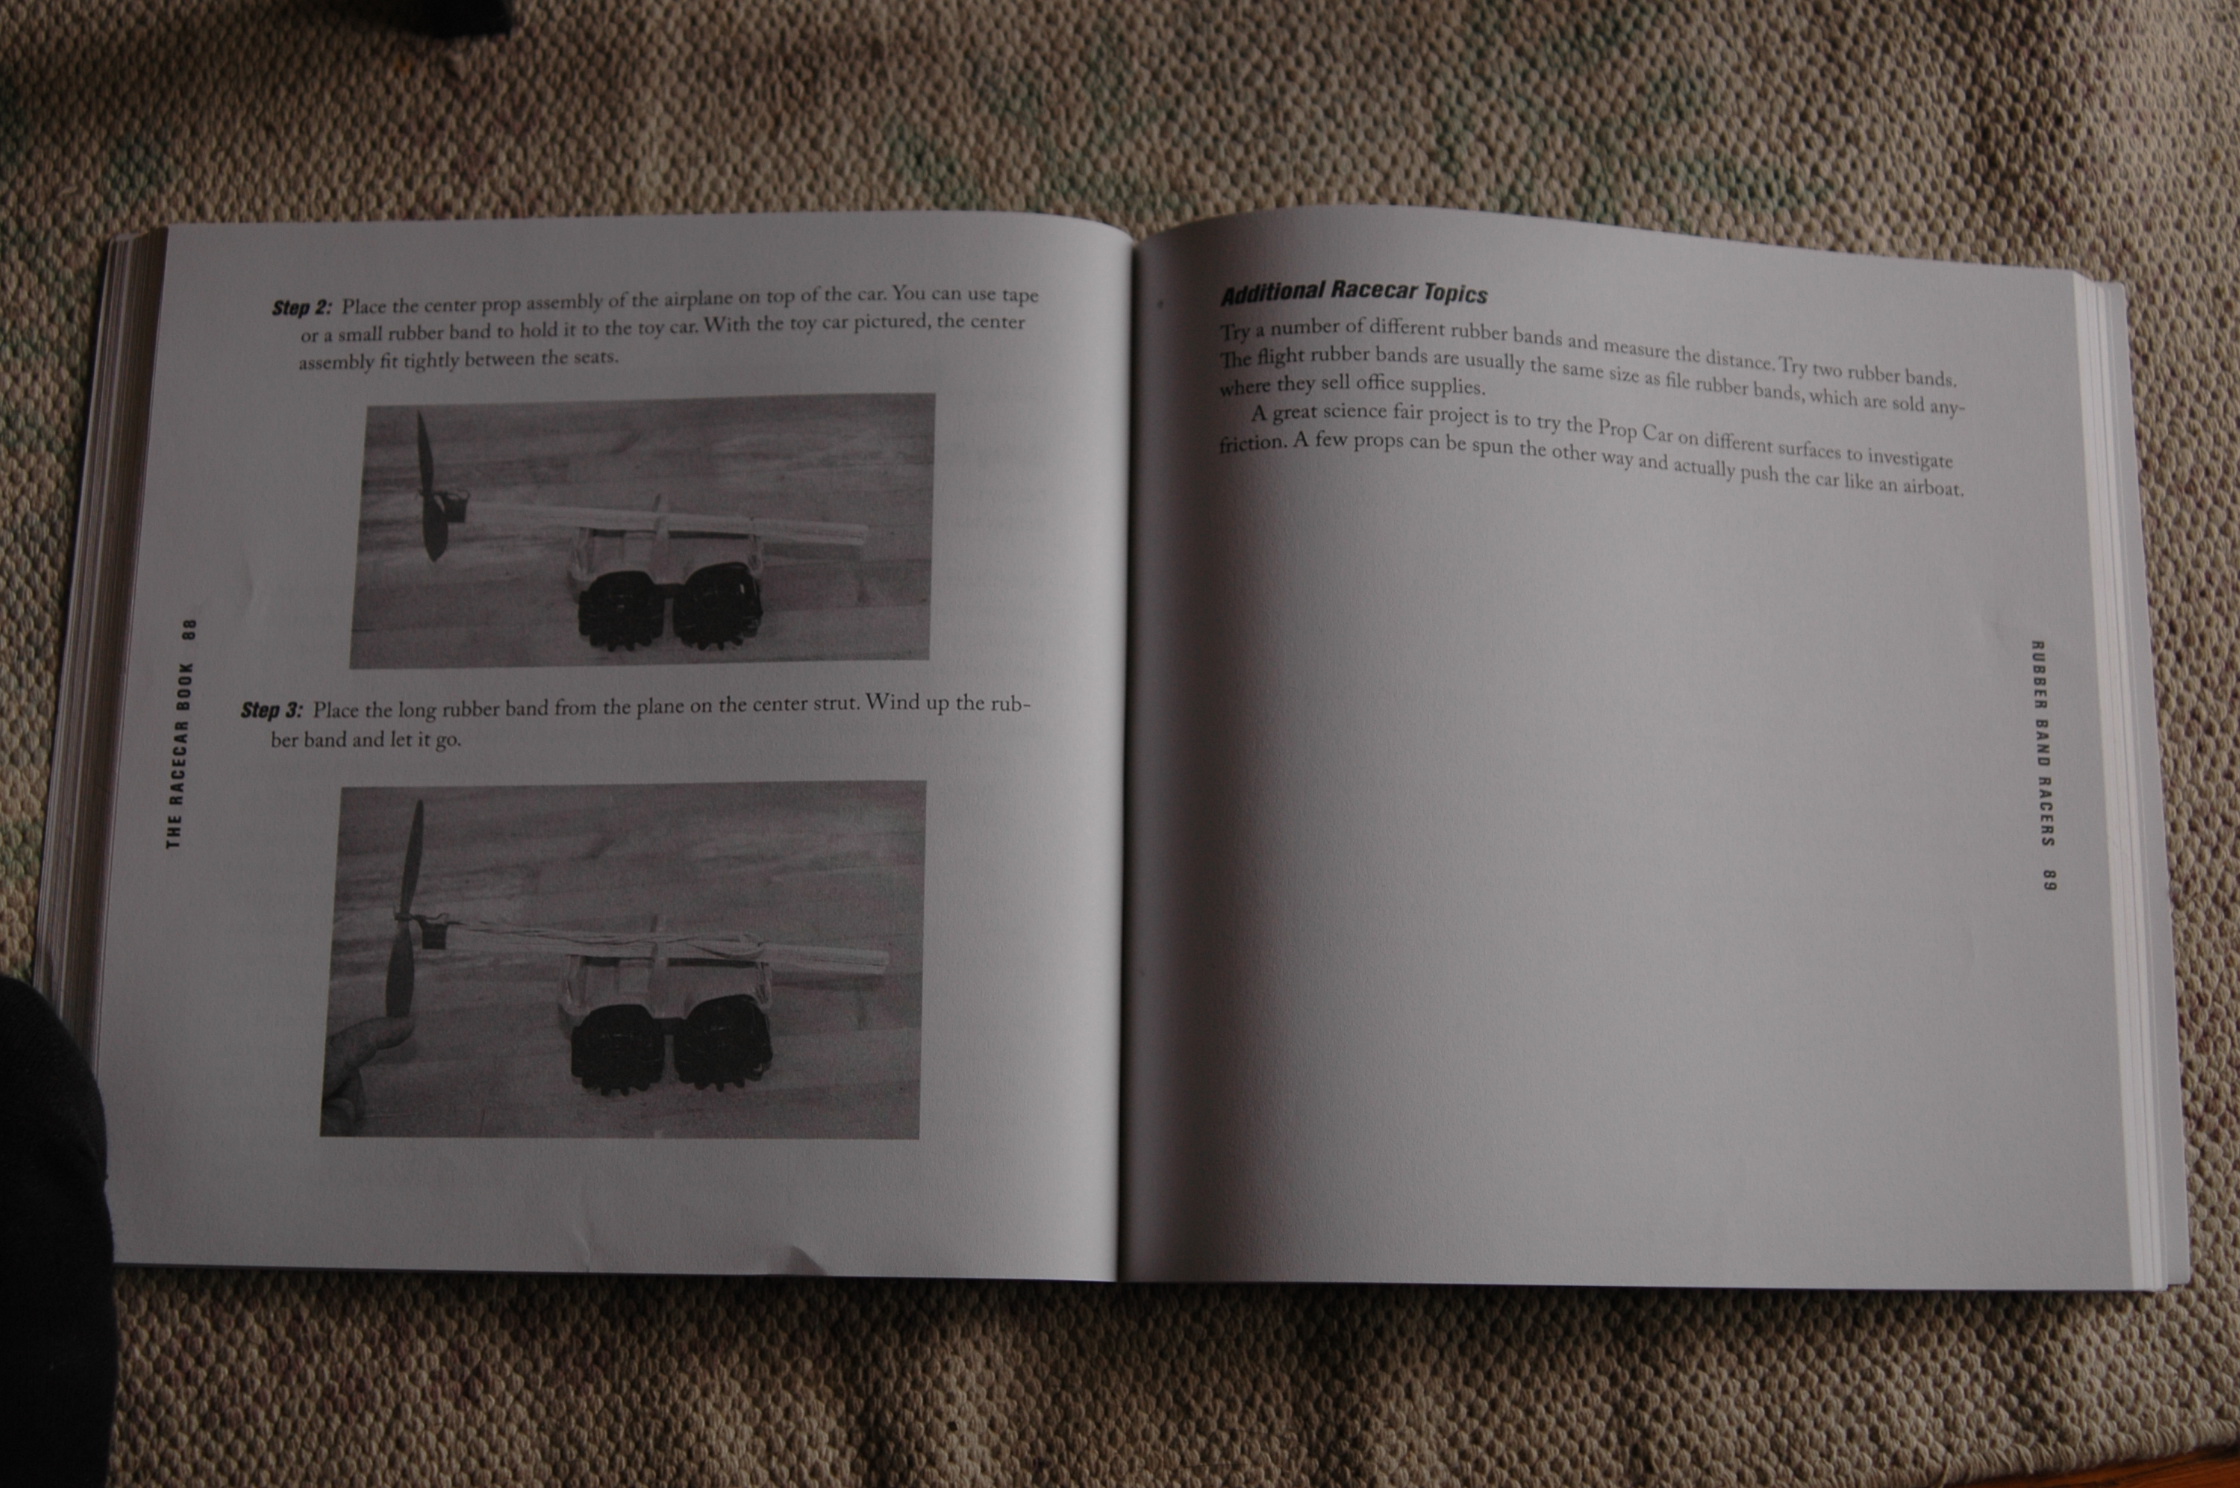 Step 2: Place the center prop assembly of the airplane on top of the car. You can use tape
or a small rubber band to hold it to the toy car. With the toy car pictured, the center
assembly fit tightly between the seats.
Step 3: Place the long rubber band from the plane on the center strut. Wind up the rub-
ber band and let it go.
THE RACECAR BOOK 88
Additional Racecar Topics
Try a number of different rubber bands and measure the distance. Try two rubber bands.
The flight rubber bands are usually the same size as file rubber bands, which are sold any-
where they sell office supplies.
A great science fair project is to try the Prop Car on different surfaces to investigate
friction. A few props can be spun the other way and actually push the car like an airboat.
RUBBER BAND RACERS 89